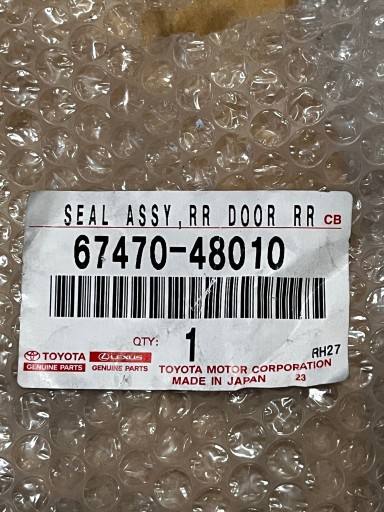 SEAL ASSY,RR DOOR RR CB
67470-48010
QTY: 1
RH27
TOYOTA LEXUS
GENUINE PARTS GENUINE PARTS
TOYOTA MOTOR CORPORATION
MADE IN JAPAN 23